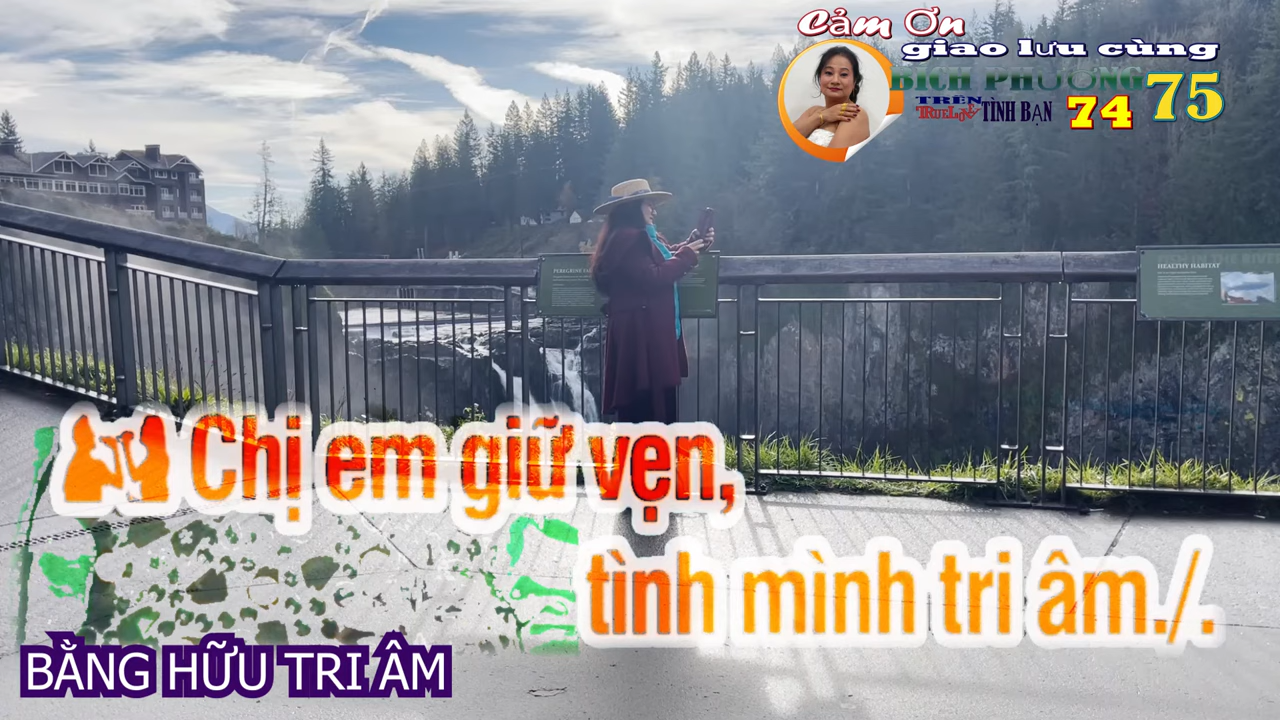 Cảm Ơn
giao lưu cùng
BÍCH PHƯỢNG 75
TRÊN
TRUELOVE TÌNH BẠN 74
HEALTHY HABITAT
Chị em giữ vẹn,
tình mình tri âm./.
BẰNG HỮU TRI ÂM